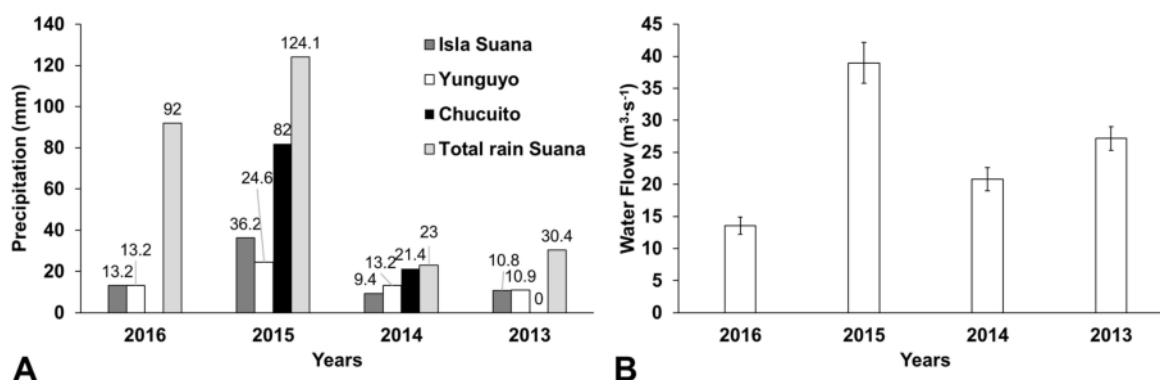 140
120
100
80
60
40
20
0
Precipitation (mm)
13.2
13.2
92
36.2
24.6
82
124.1
9.4
13.2
21.4
23
10.8
10.9
0
30.4
Isla Suana
Yunguyo
Chucuito
Total rain Suana
2016 2015 2014 2013
Years
A
45
40
35
30
25
20
15
10
5
0
Water Flow (m³·s⁻¹)
2016 2015 2014 2013
Years
B